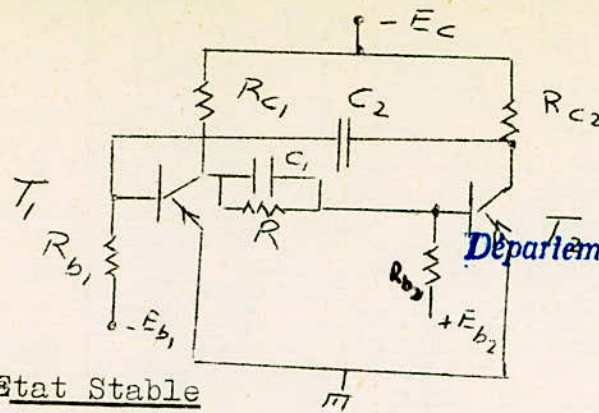 - Ec
Rc1
C2
Rc2
T1
C1
R
T2
Rb1
Rb2
Départem
- Eb1
+ Eb2
Etat Stable